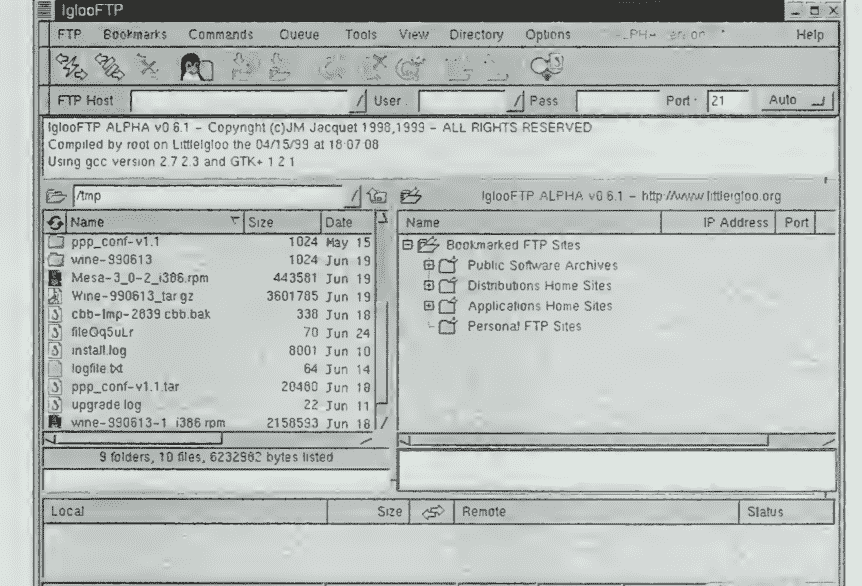 IglooFTP
FTP Bookmarks Commands Queue Tools View Directory Options Help
FTP Host User Pass Port: 21 Auto
IglooFTP ALPHA v0.6.1 - Copyright (c)JM Jacquet 1998,1999 - ALL RIGHTS RESERVED
Compiled by root on LittleIgloo the 04/15/99 at 18:07:08
Using gcc version 2.7.2.3 and GTK+ 1.2.1
/tmp
IglooFTP ALPHA v0.6.1 - http://www.littleigloo.org
Name Size Date
Name IP Address Port
ppp_conf-v1.1 1024 May 15
wine-990613 1024 Jun 19
Mesa-3_0-2_i386.rpm 443581 Jun 19
Wine-990613_tar.gz 3601785 Jun 19
cbb-lmp-2839.cbb.bak 338 Jun 18
fileGq5uLr 70 Jun 24
install.log 8001 Jun 10
logfile.txt 64 Jun 14
ppp_conf-v1.1.tar 20480 Jun 18
upgrade.log 22 Jun 11
wine-990613-1_i386.rpm 2158593 Jun 18
Bookmarked FTP Sites
Public Software Archives
Distributions Home Sites
Applications Home Sites
Personal FTP Sites
9 folders, 10 files, 6232982 bytes listed
Local Size Remote Status